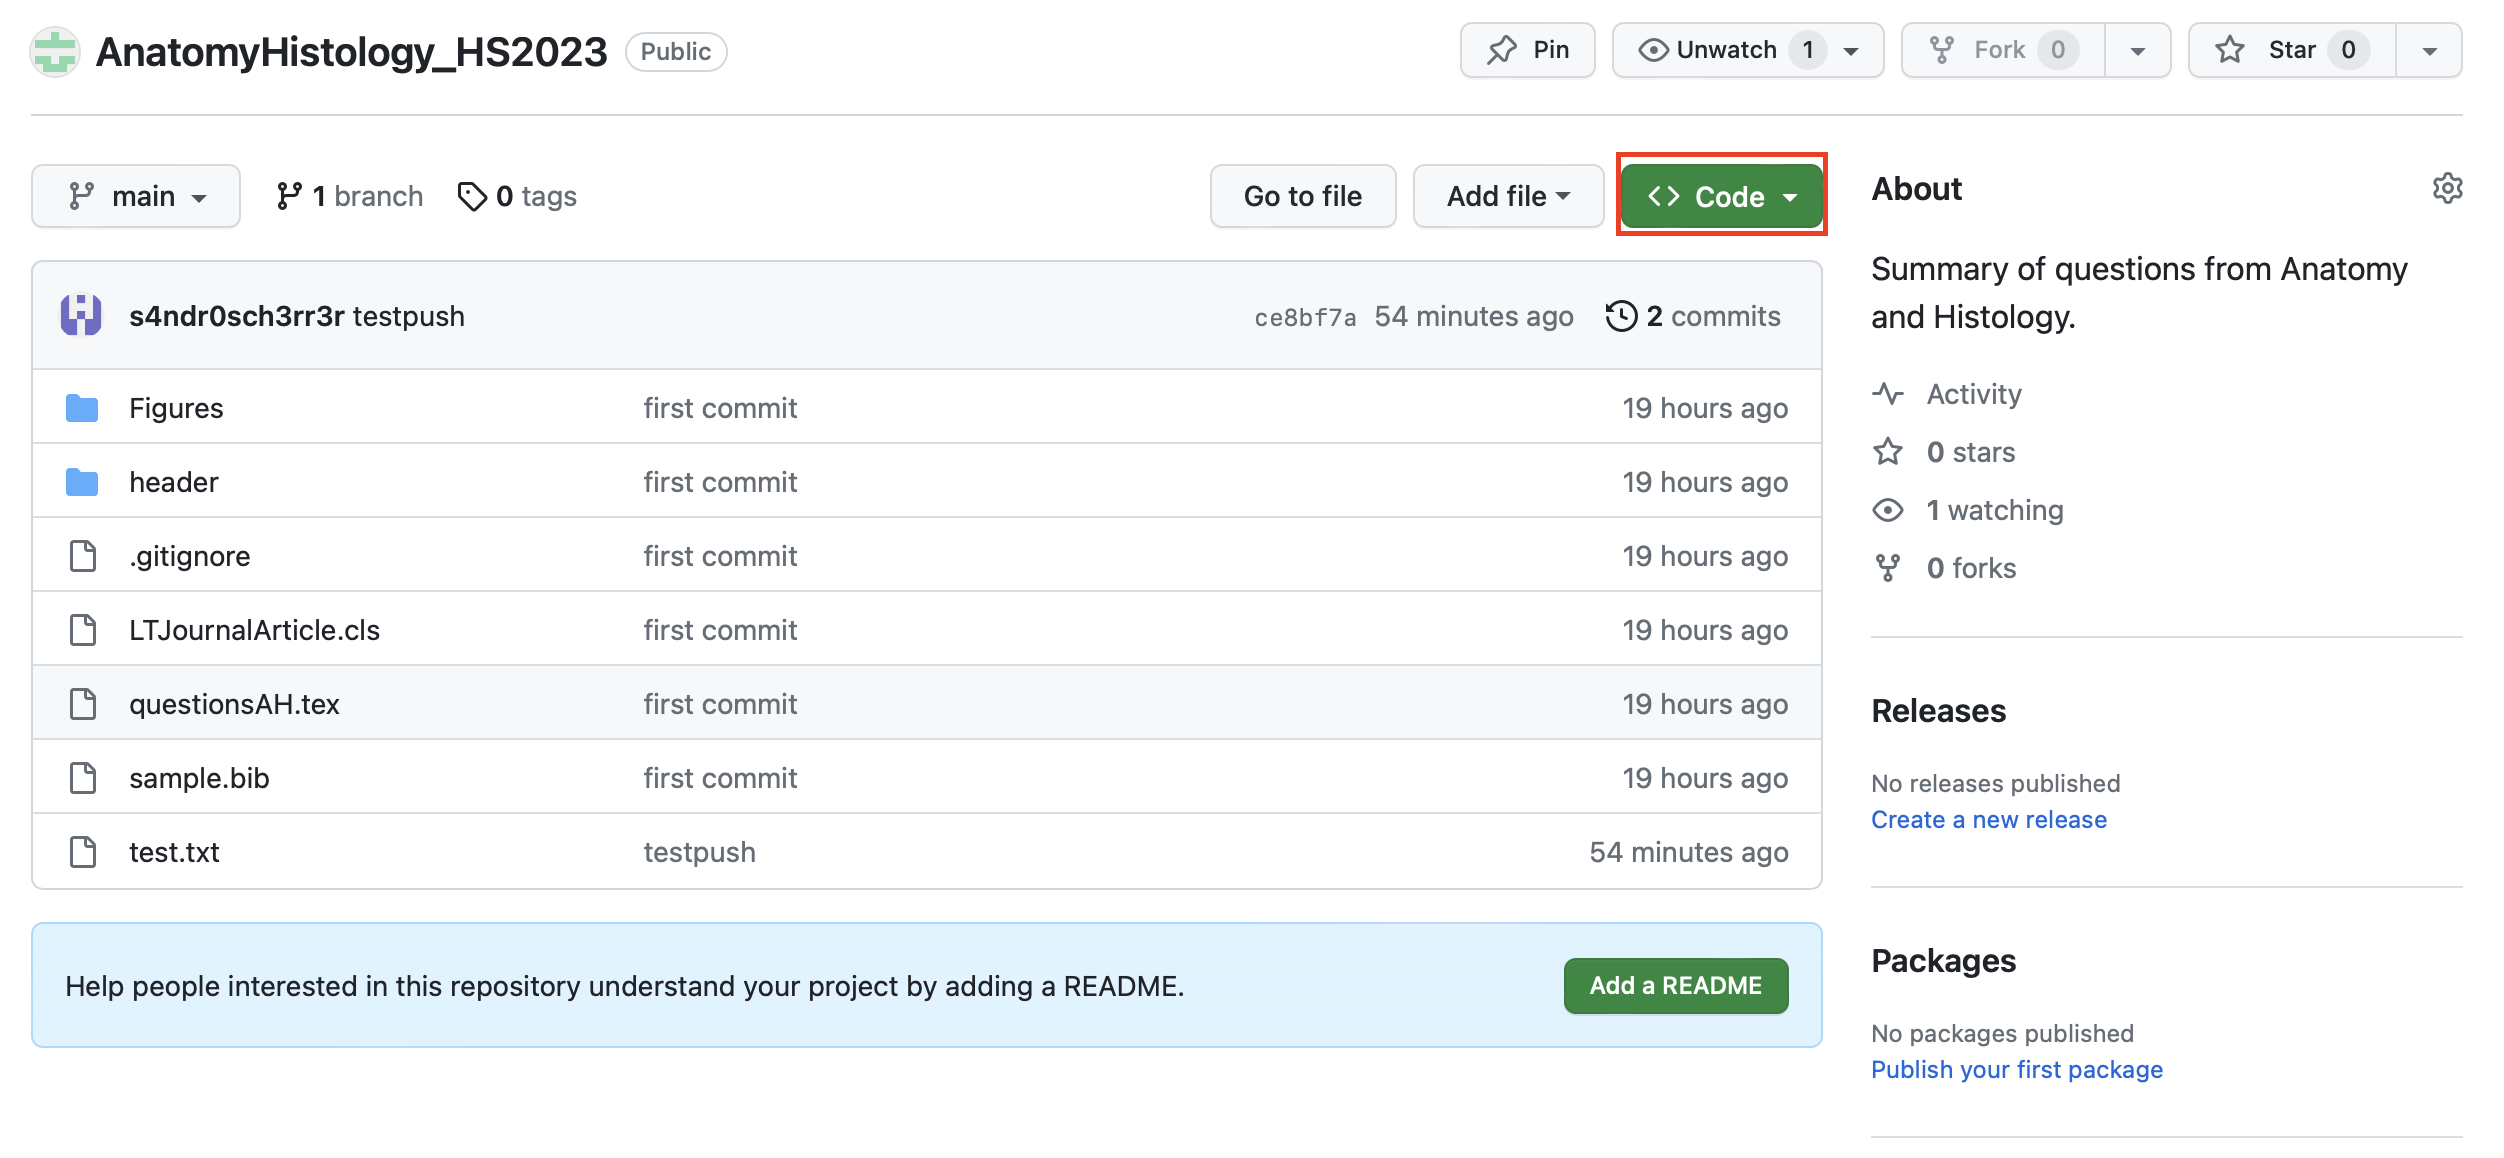 AnatomyHistology_HS2023 Public
Pin
Unwatch 1
Fork 0
Star 0
main
1 branch
0 tags
Go to file
Add file
Code
s4ndr0sch3rr3r testpush
ce8bf7a 54 minutes ago
2 commits
Figures first commit 19 hours ago
header first commit 19 hours ago
.gitignore first commit 19 hours ago
LTJournalArticle.cls first commit 19 hours ago
questionsAH.tex first commit 19 hours ago
sample.bib first commit 19 hours ago
test.txt testpush 54 minutes ago
Help people interested in this repository understand your project by adding a README.
Add a README
About
Summary of questions from Anatomy
and Histology.
Activity
0 stars
1 watching
0 forks
Releases
No releases published
Create a new release
Packages
No packages published
Publish your first package